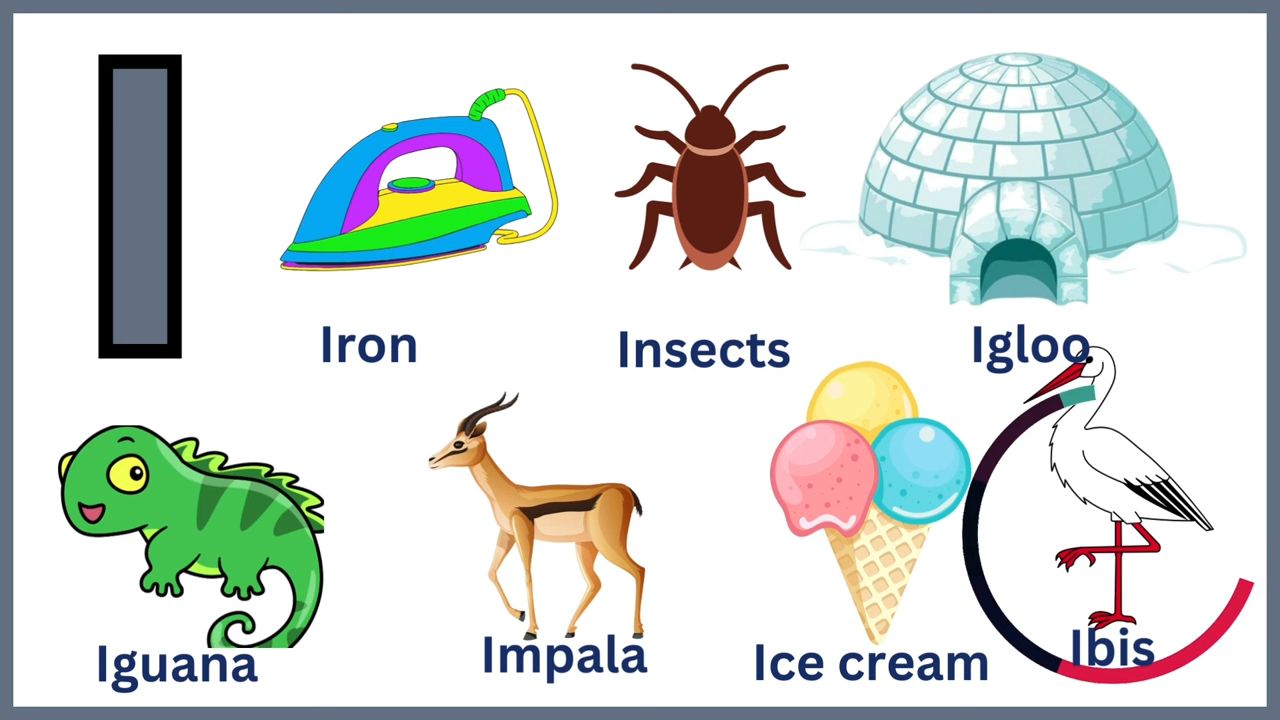 I
Iron
Insects
Igloo
Iguana
Impala
Ice cream
Ibis